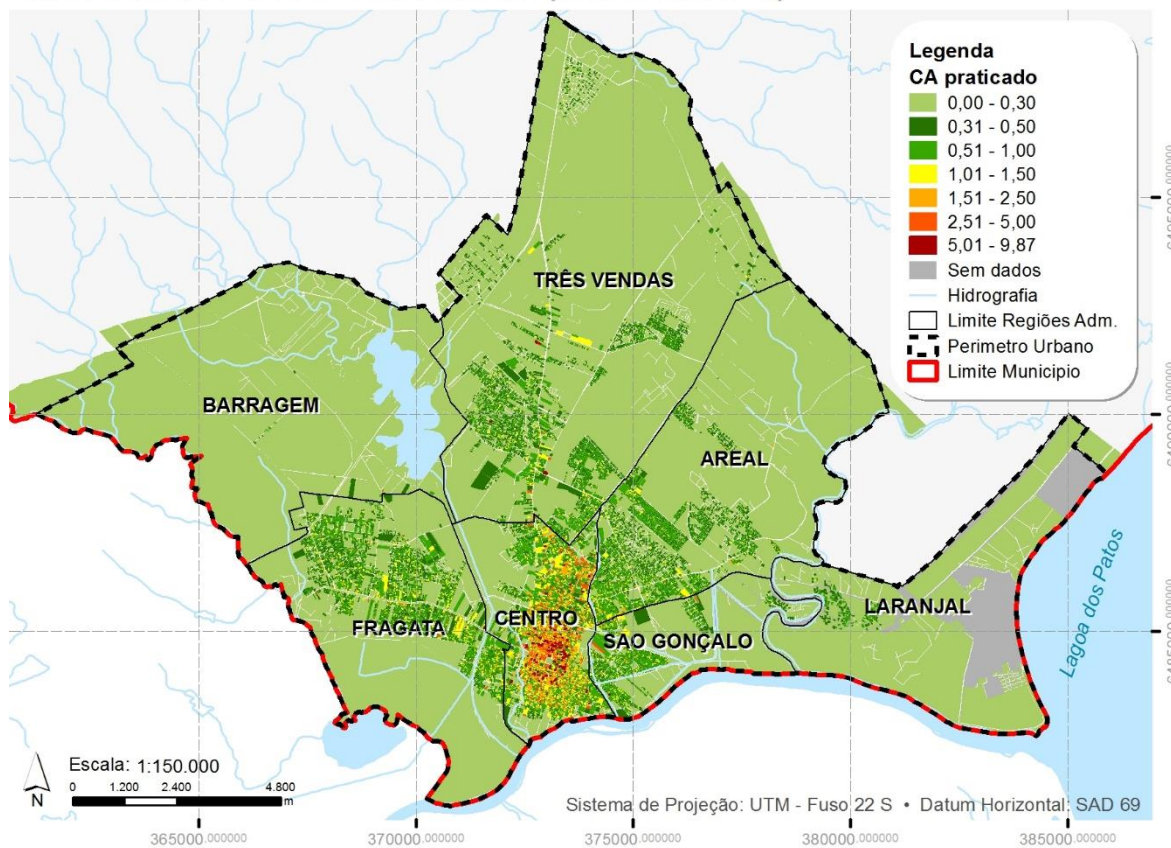 Legenda
CA praticado
0,00 - 0,30
0,31 - 0,50
0,51 - 1,00
1,01 - 1,50
1,51 - 2,50
2,51 - 5,00
5,01 - 9,87
Sem dados
Hidrografia
Limite Regiões Adm.
Perimetro Urbano
Limite Municipio
TRÊS VENDAS
BARRAGEM
AREAL
LARANJAL
CENTRO
FRAGATA
SAO GONÇALO
Lagoa dos Patos
N
Escala: 1:150.000
0 1.200 2.400 4.800
m
Sistema de Projeção: UTM - Fuso 22 S • Datum Horizontal: SAD 69
365000,000000
370000,000000
375000,000000
380000,000000
385000,000000